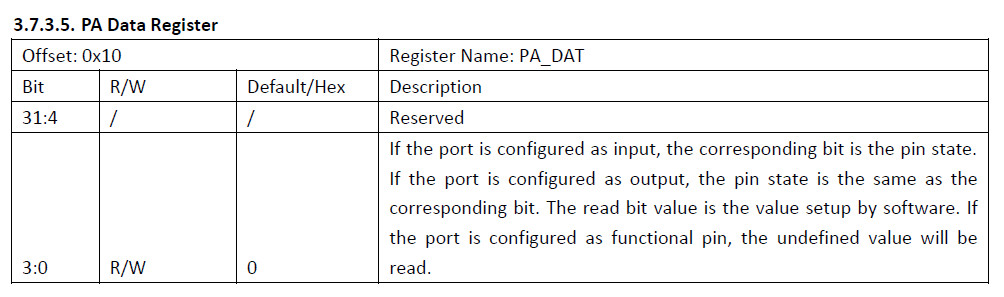 3.7.3.5. PA Data Register
Offset: 0x10 Register Name: PA_DAT
Bit R/W Default/Hex Description
31:4 / / Reserved
If the port is configured as input, the corresponding bit is the pin state.
If the port is configured as output, the pin state is the same as the
corresponding bit. The read bit value is the value setup by software. If
the port is configured as functional pin, the undefined value will be
3:0 R/W 0 read.